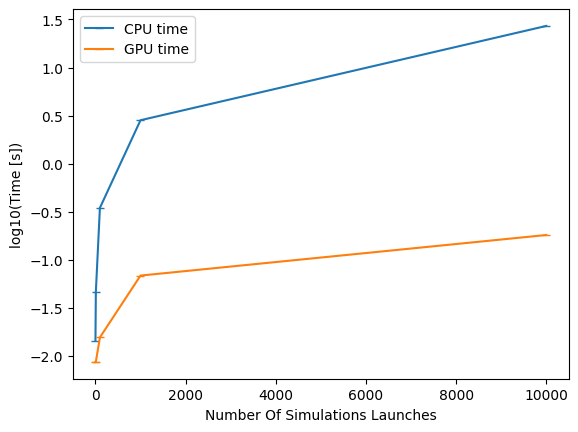 CPU time
GPU time
1.5
1.0
0.5
0.0
−0.5
−1.0
−1.5
−2.0
log10(Time [s])
0 2000 4000 6000 8000 10000
Number Of Simulations Launches